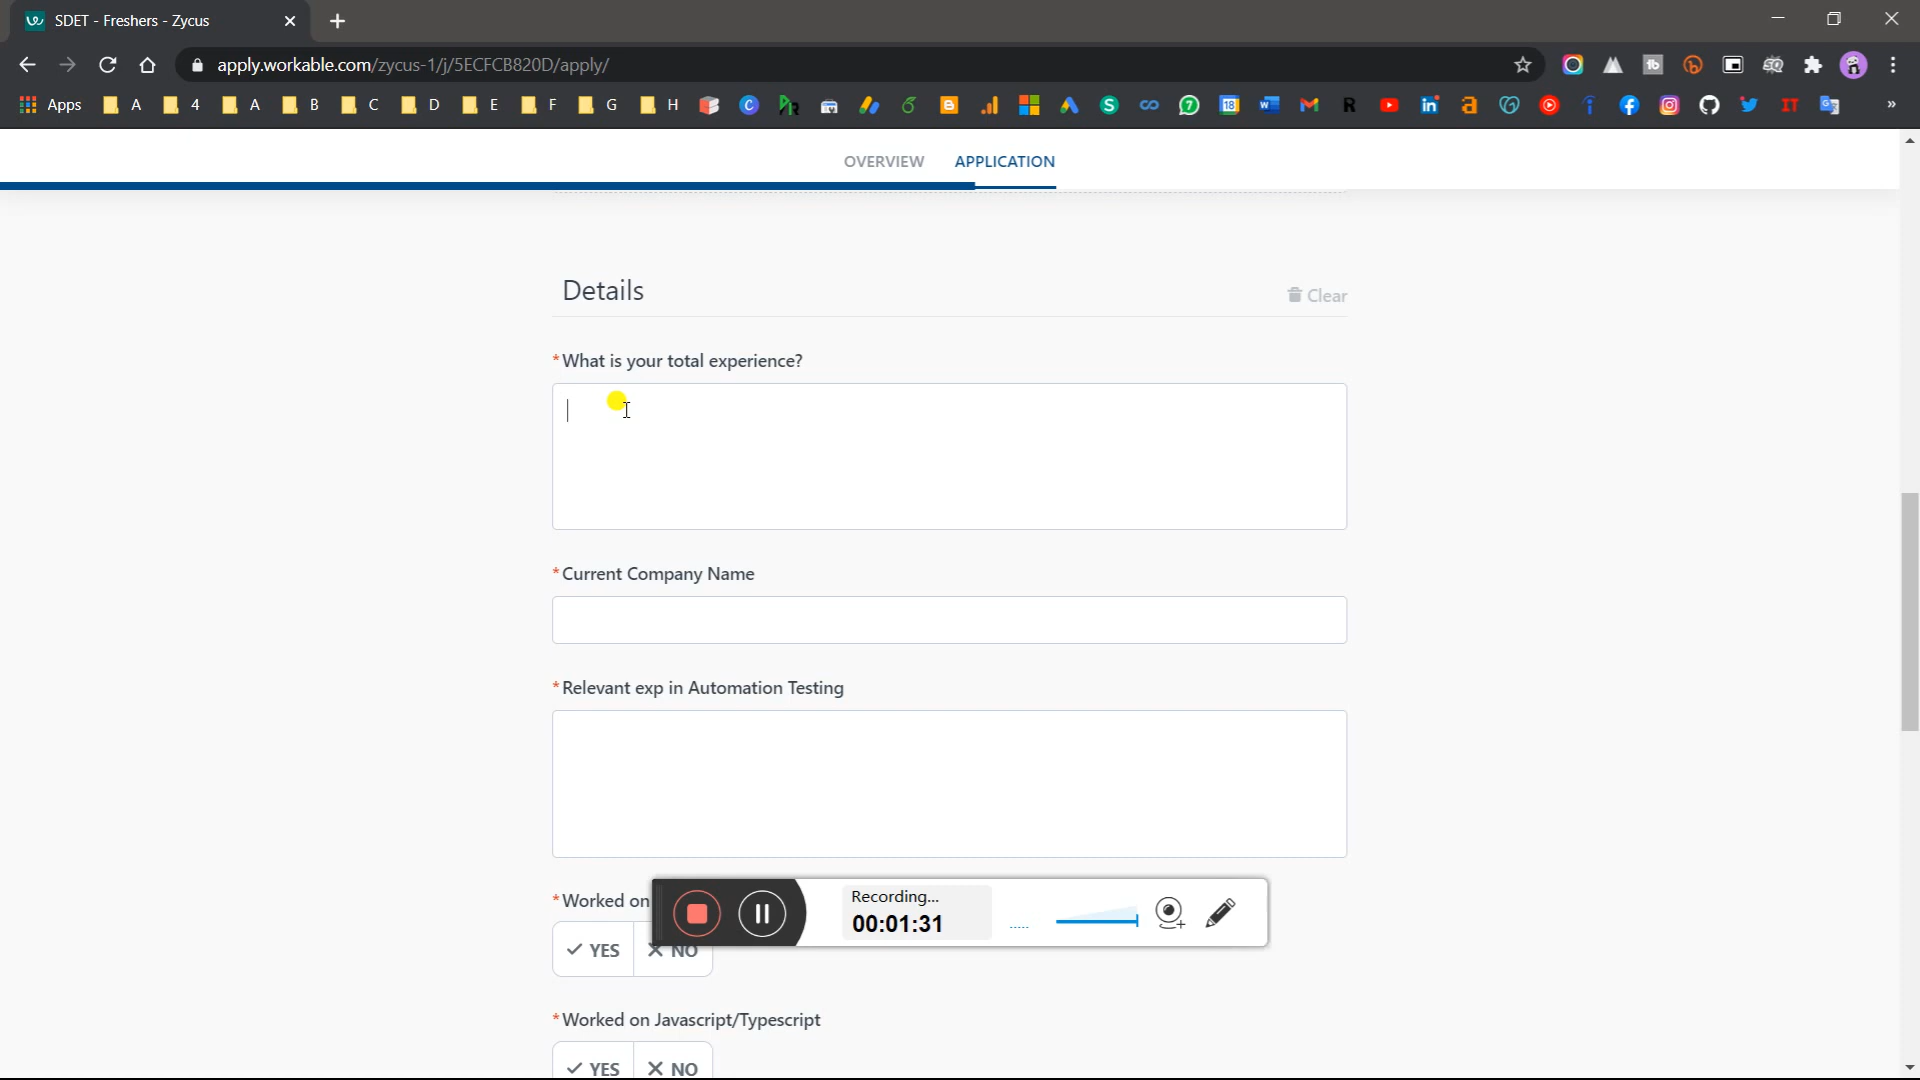 SDET - Freshers - Zycus
apply.workable.com/zycus-1/j/5ECFCB820D/apply/
Apps A 4 A B C D E F G H
OVERVIEW APPLICATION
Details
Clear
*What is your total experience?
*Current Company Name
*Relevant exp in Automation Testing
*Worked on
YES NO
Recording...
00:01:31
*Worked on Javascript/Typescript
YES NO